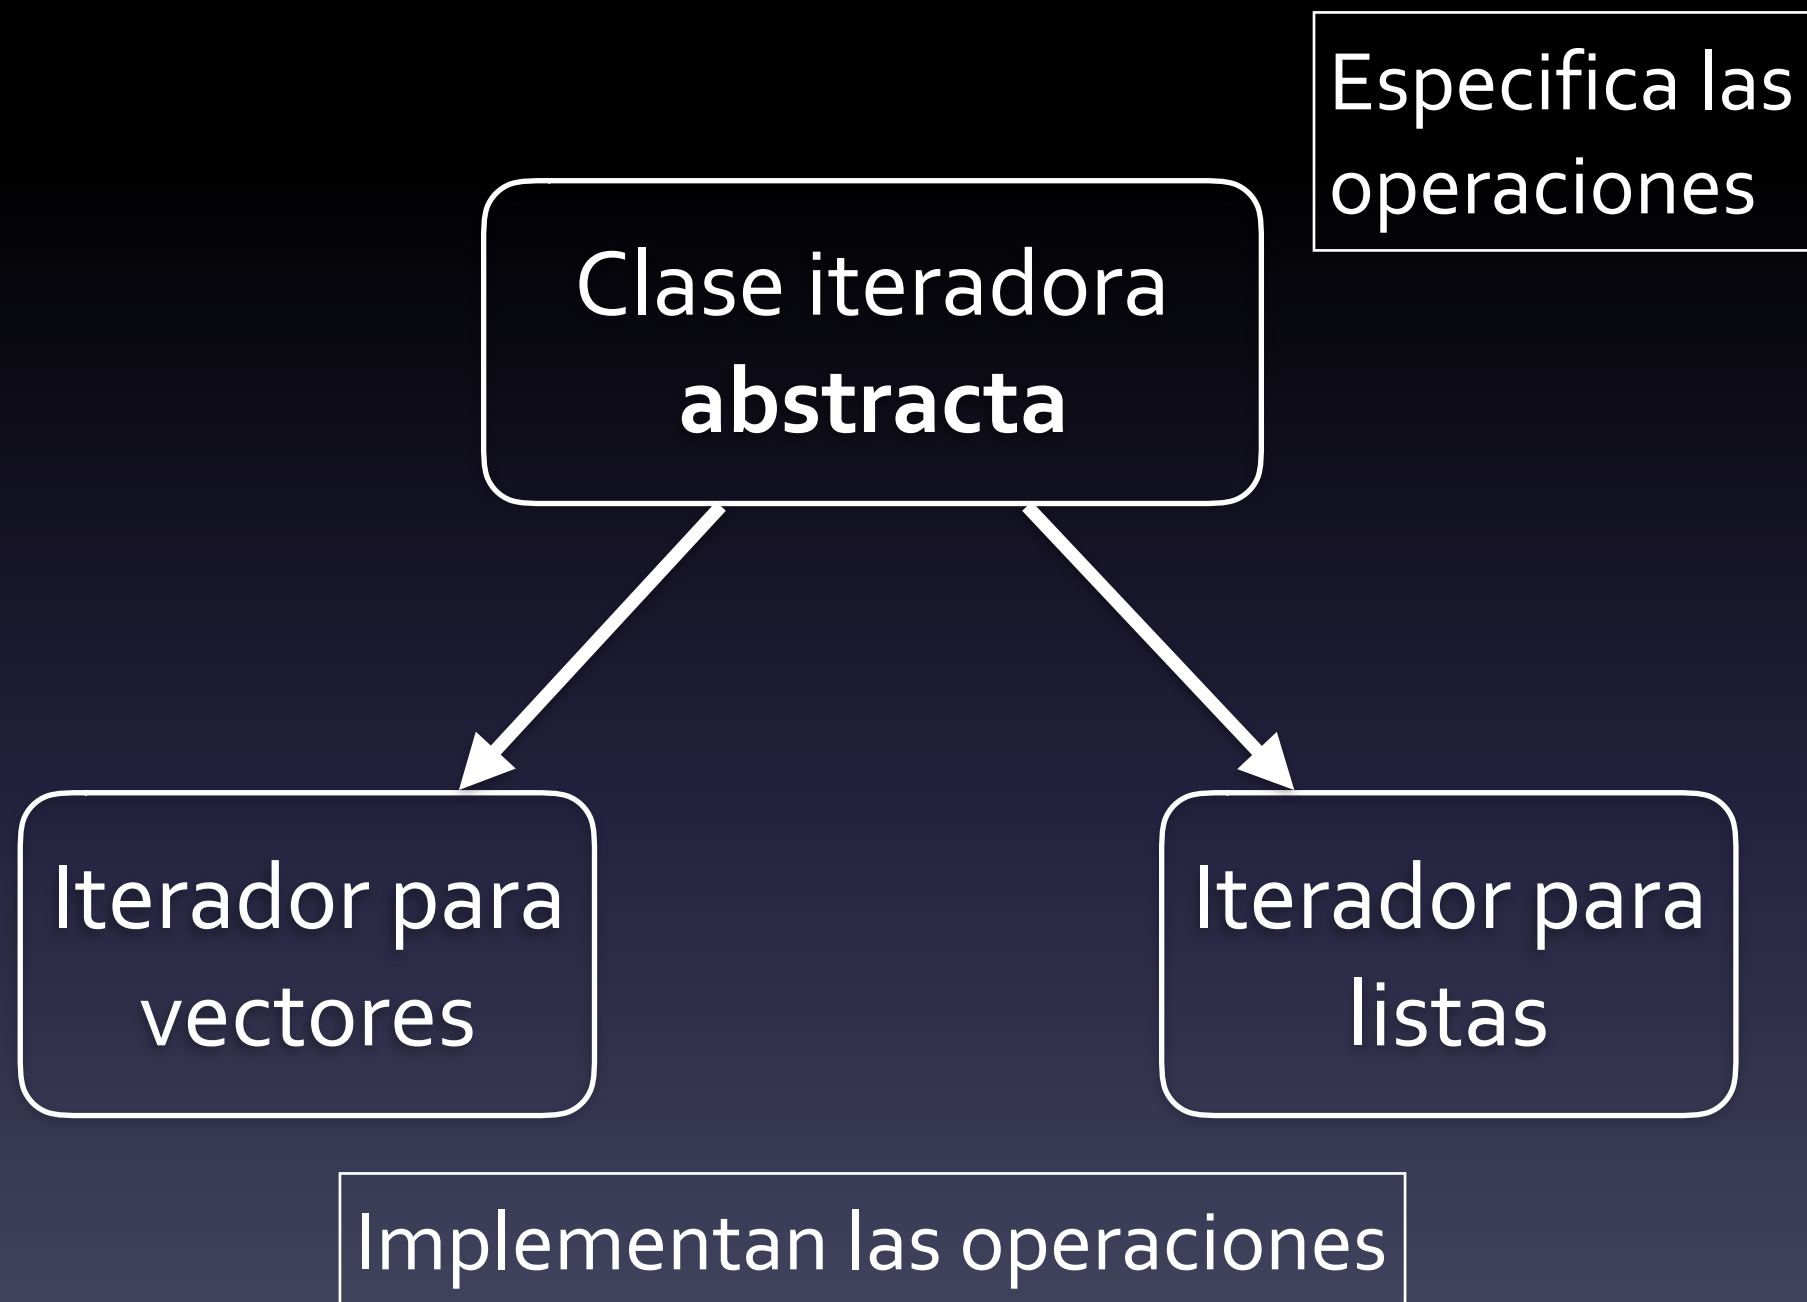 Especifica las
operaciones
Clase iteradora
abstracta
Iterador para
vectores
Iterador para
listas
Implementan las operaciones